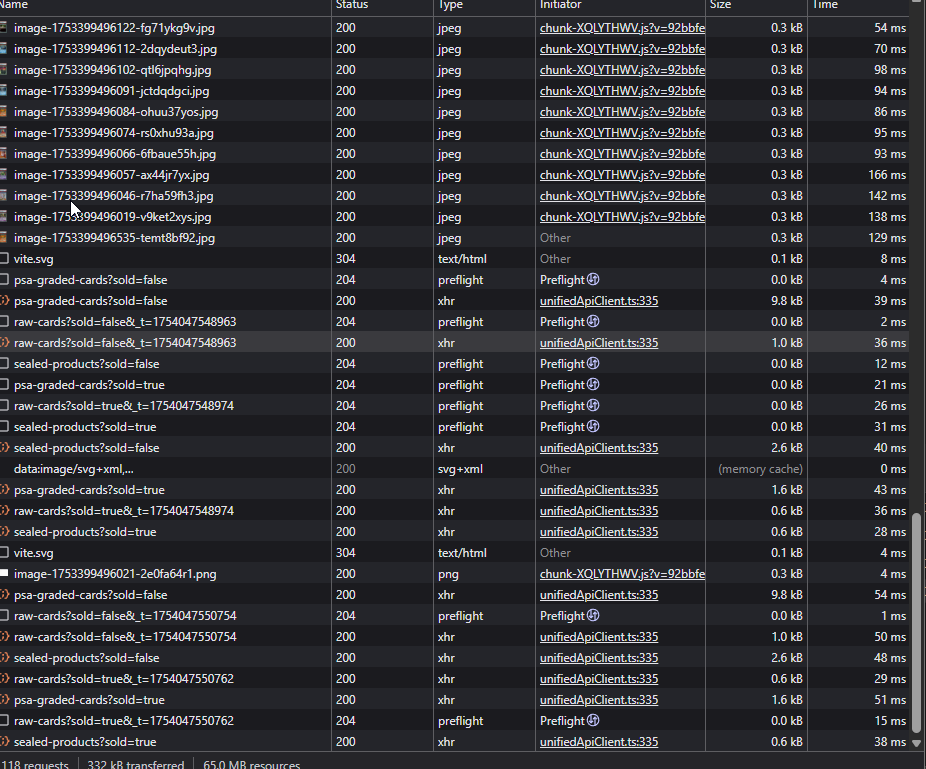 Name Status Type Initiator Size Time
image-1753399496122-fg71ykg9v.jpg 200 jpeg chunk-XQLYTHWV.js?v=92bbfe 0.3 kB 54 ms
image-1753399496112-2dqydeut3.jpg 200 jpeg chunk-XQLYTHWV.js?v=92bbfe 0.3 kB 70 ms
image-1753399496102-qtl6jpqhg.jpg 200 jpeg chunk-XQLYTHWV.js?v=92bbfe 0.3 kB 98 ms
image-1753399496091-jctdqdgci.jpg 200 jpeg chunk-XQLYTHWV.js?v=92bbfe 0.3 kB 94 ms
image-1753399496084-ohuu37yos.jpg 200 jpeg chunk-XQLYTHWV.js?v=92bbfe 0.3 kB 86 ms
image-1753399496074-rs0xhu93a.jpg 200 jpeg chunk-XQLYTHWV.js?v=92bbfe 0.3 kB 95 ms
image-1753399496066-6fbaue55h.jpg 200 jpeg chunk-XQLYTHWV.js?v=92bbfe 0.3 kB 93 ms
image-1753399496057-ax44jr7yx.jpg 200 jpeg chunk-XQLYTHWV.js?v=92bbfe 0.3 kB 166 ms
image-1753399496046-r7ha59fh3.jpg 200 jpeg chunk-XQLYTHWV.js?v=92bbfe 0.3 kB 142 ms
image-1753399496019-v9ket2xys.jpg 200 jpeg chunk-XQLYTHWV.js?v=92bbfe 0.3 kB 138 ms
image-1753399496535-temt8bf92.jpg 200 jpeg Other 0.3 kB 129 ms
vite.svg 304 text/html Other 0.1 kB 8 ms
psa-graded-cards?sold=false 204 preflight Preflight 0.0 kB 4 ms
psa-graded-cards?sold=false 200 xhr unifiedApiClient.ts:335 9.8 kB 39 ms
raw-cards?sold=false&_t=1754047548963 204 preflight Preflight 0.0 kB 2 ms
raw-cards?sold=false&_t=1754047548963 200 xhr unifiedApiClient.ts:335 1.0 kB 36 ms
sealed-products?sold=false 204 preflight Preflight 0.0 kB 12 ms
psa-graded-cards?sold=true 204 preflight Preflight 0.0 kB 21 ms
raw-cards?sold=true&_t=1754047548974 204 preflight Preflight 0.0 kB 26 ms
sealed-products?sold=true 204 preflight Preflight 0.0 kB 31 ms
sealed-products?sold=false 200 xhr unifiedApiClient.ts:335 2.6 kB 40 ms
data:image/svg+xml,... 200 svg+xml Other (memory cache) 0 ms
psa-graded-cards?sold=true 200 xhr unifiedApiClient.ts:335 1.6 kB 43 ms
raw-cards?sold=true&_t=1754047548974 200 xhr unifiedApiClient.ts:335 0.6 kB 36 ms
sealed-products?sold=true 200 xhr unifiedApiClient.ts:335 0.6 kB 28 ms
vite.svg 304 text/html Other 0.1 kB 4 ms
image-1753399496021-2e0fa64r1.png 200 png chunk-XQLYTHWV.js?v=92bbfe 0.3 kB 4 ms
psa-graded-cards?sold=false 200 xhr unifiedApiClient.ts:335 9.8 kB 54 ms
raw-cards?sold=false&_t=1754047550754 204 preflight Preflight 0.0 kB 1 ms
raw-cards?sold=false&_t=1754047550754 200 xhr unifiedApiClient.ts:335 1.0 kB 50 ms
sealed-products?sold=false 200 xhr unifiedApiClient.ts:335 2.6 kB 48 ms
raw-cards?sold=true&_t=1754047550762 200 xhr unifiedApiClient.ts:335 0.6 kB 29 ms
psa-graded-cards?sold=true 200 xhr unifiedApiClient.ts:335 1.6 kB 51 ms
raw-cards?sold=true&_t=1754047550762 204 preflight Preflight 0.0 kB 15 ms
sealed-products?sold=true 200 xhr unifiedApiClient.ts:335 0.6 kB 38 ms
118 requests 332 kB transferred 65.0 MB resources